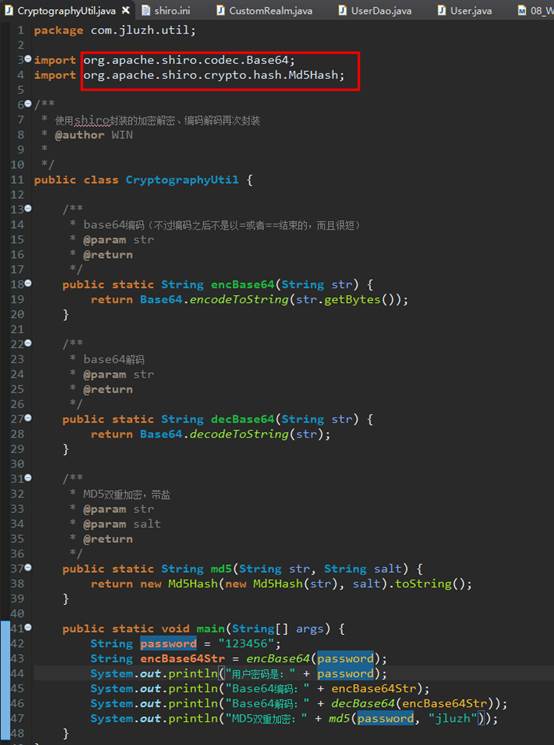 CryptographyUtil.java shiro.ini CustomRealm.java UserDao.java User.java 08_W
1 package com.jluzh.util;
2
3 import org.apache.shiro.codec.Base64;
4 import org.apache.shiro.crypto.hash.Md5Hash;
5
6 /**
7 * 使用shiro封装的加密解密、编码解码再次封装
8 * @author WIN
9 *
10 */
11 public class CryptographyUtil {
12
13 /**
14 * base64编码（不过编码之后不是以=或者==结束的，而且很短）
15 * @param str
16 * @return
17 */
18 public static String encBase64(String str) {
19 return Base64.encodeToString(str.getBytes());
20 }
21
22 /**
23 * base64解码
24 * @param str
25 * @return
26 */
27 public static String decBase64(String str) {
28 return Base64.decodeToString(str);
29 }
30
31 /**
32 * MD5双重加密，带盐
33 * @param str
34 * @param salt
35 * @return
36 */
37 public static String md5(String str, String salt) {
38 return new Md5Hash(new Md5Hash(str), salt).toString();
39 }
40
41 public static void main(String[] args) {
42 String password = "123456";
43 String encBase64Str = encBase64(password);
44 System.out.println("用户密码是：" + password);
45 System.out.println("Base64编码：" + encBase64Str);
46 System.out.println("Base64解码：" + decBase64(encBase64Str));
47 System.out.println("MD5双重加密：" + md5(password, "jluzh"));
48 }